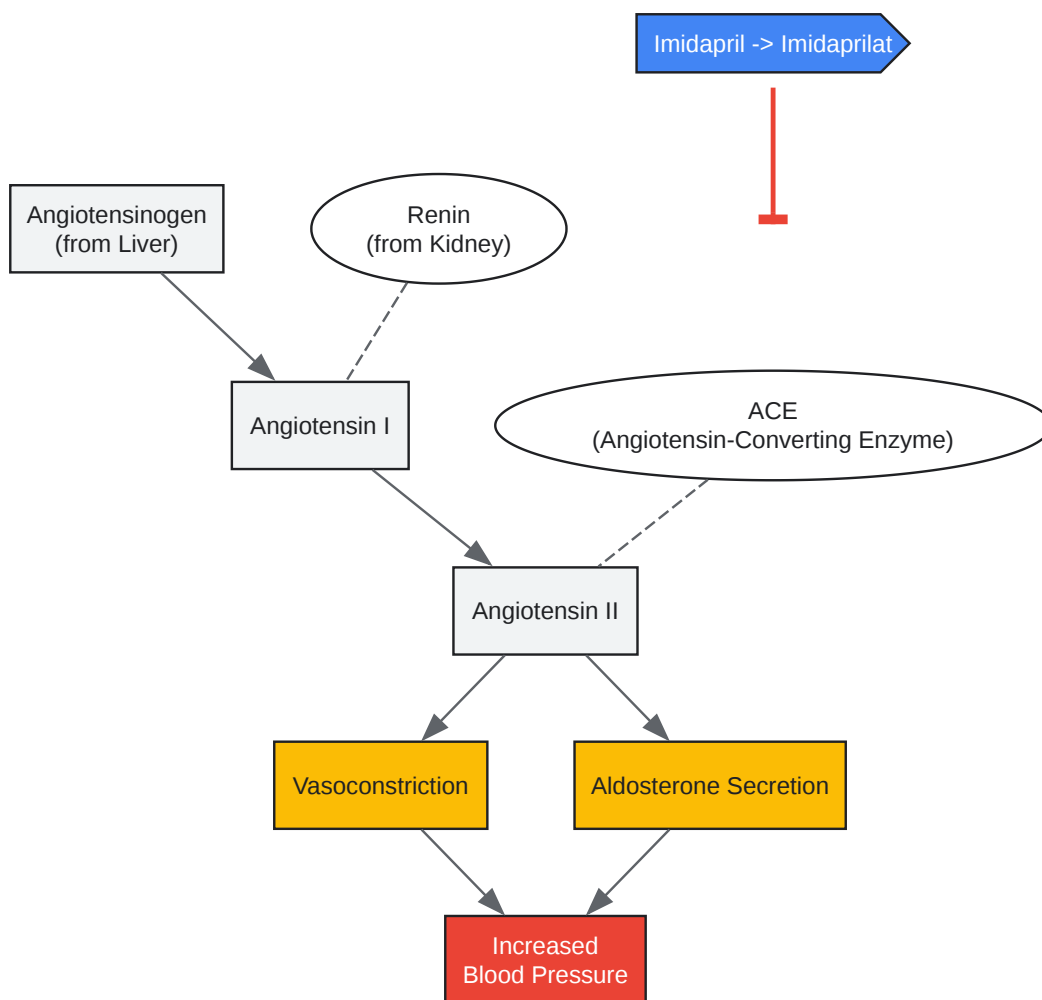 Imidapril -> Imidaprilat
Angiotensinogen
(from Liver)
Renin
(from Kidney)
Angiotensin I
ACE
(Angiotensin-Converting Enzyme)
Angiotensin II
Vasoconstriction
Aldosterone Secretion
Increased
Blood Pressure